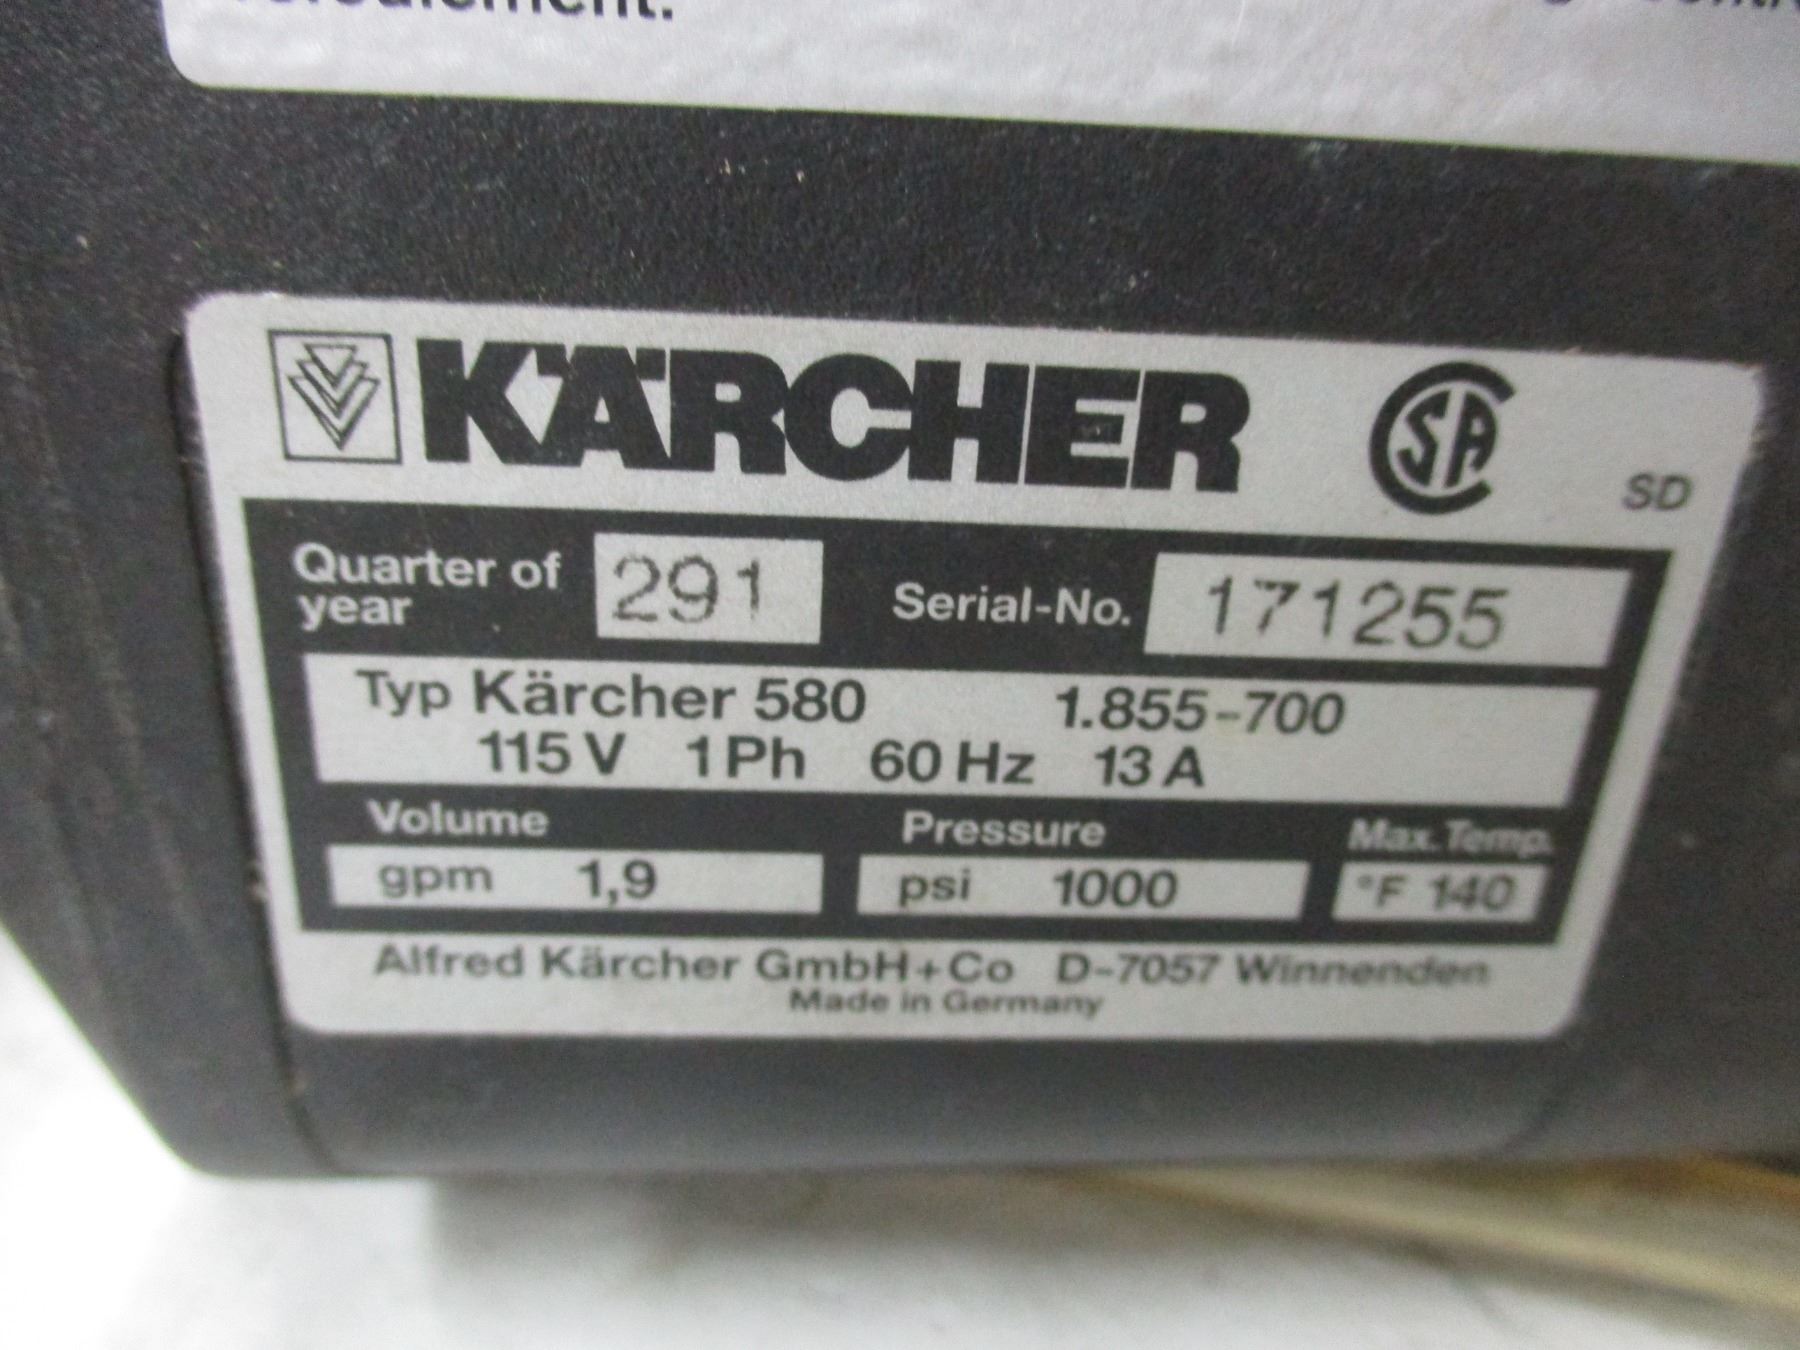 KÄRCHER
CSA
SD
Quarter of
year
291
Serial-No.
171255
Typ Kärcher 580 1.855-700
115 V 1 Ph 60 Hz 13 A
Volume Pressure Max. Temp.
gpm 1,9 psi 1000 °F 140
Alfred Kärcher GmbH+Co D-7057 Winnenden
Made in Germany